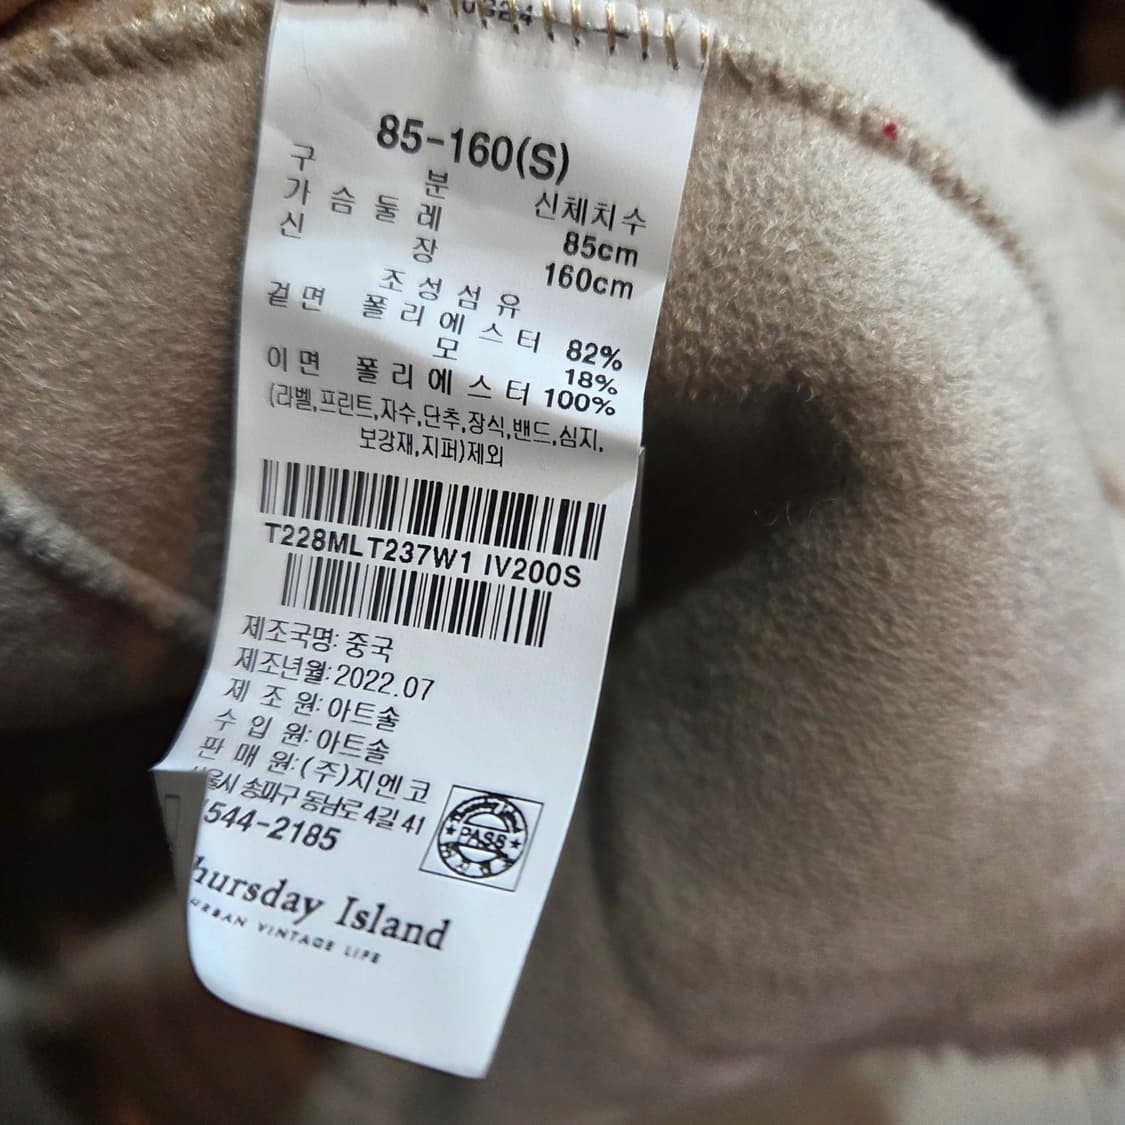 85-160(S)
구 분 신체치수
가슴둘레 85cm
신 장 160cm
조성섬유
겉면 폴리에스터 82%
모 18%
이면 폴리에스터 100%
(라벨,프린트,자수,단추,장식,밴드,심지,
보강재,지퍼)제외
T228MLT237W1 IV200S
제조국명: 중국
제조년월:2022.07
제 조 원: 아트솔
수 입 원: 아트솔
판 매 원: (주)지엔코
송파구 동남로 4길 41
544-2185
PASS
hursday Island
URBAN VINTAGE LIFE